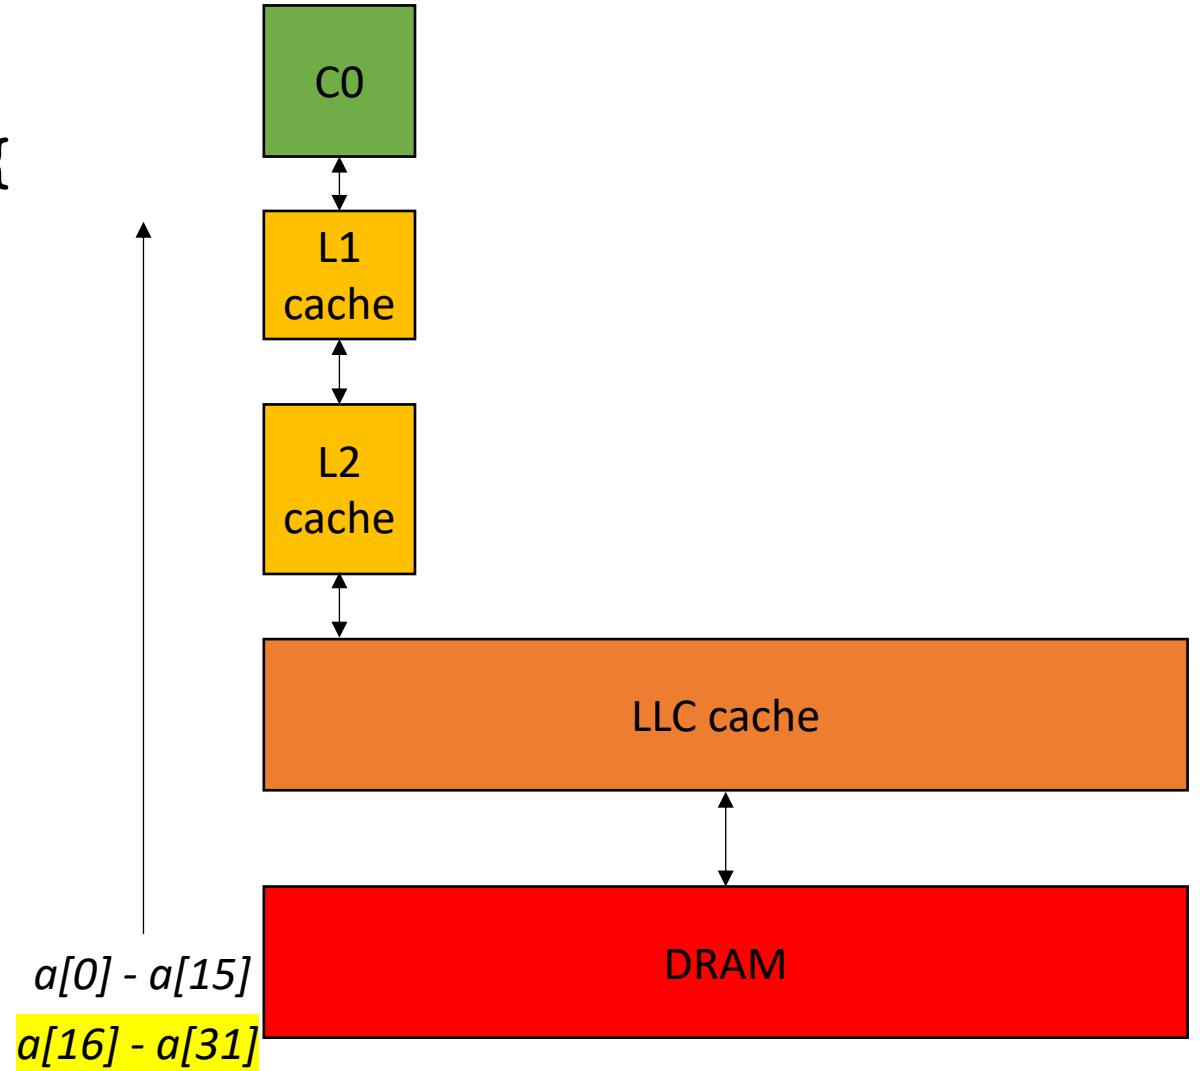 C0
{
L1
cache
L2
cache
LLC cache
DRAM
a[0] - a[15]
a[16] - a[31]